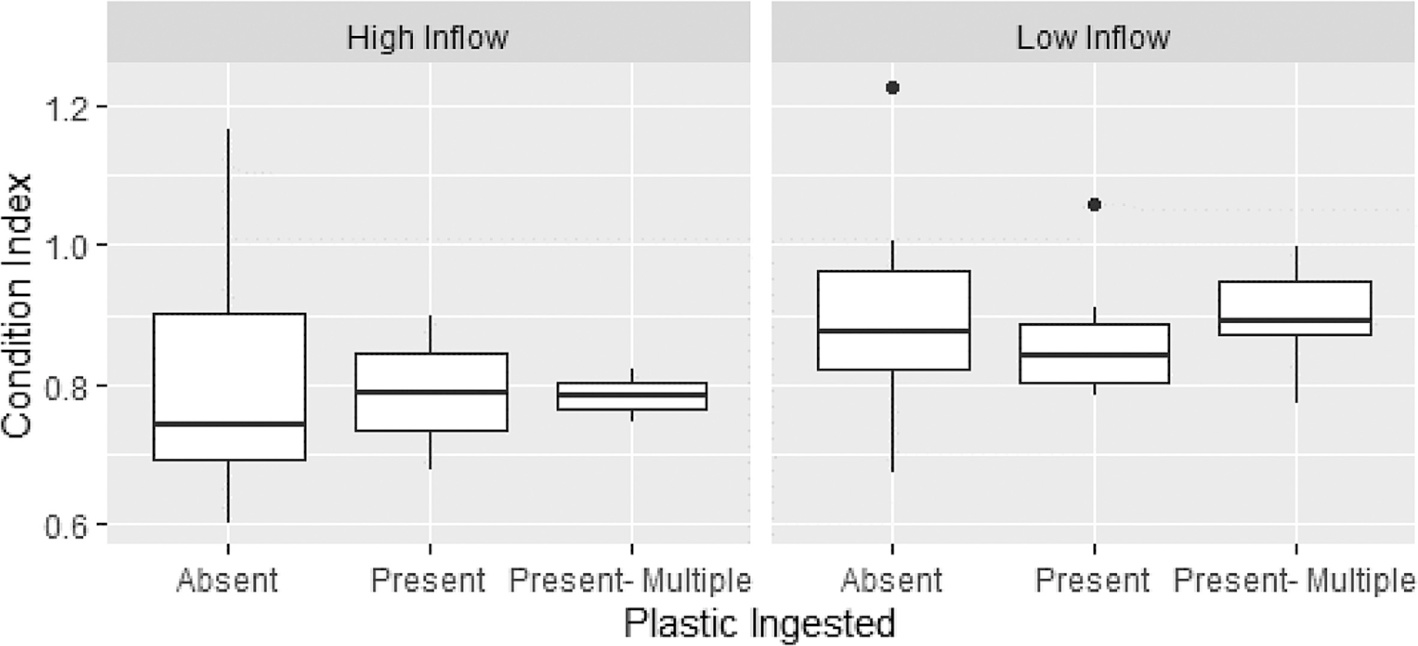 High Inflow
Low Inflow
1.2
1.0
0.8
0.6
Condition Index
Absent Present Present- Multiple
Absent Present Present- Multiple
Plastic Ingested